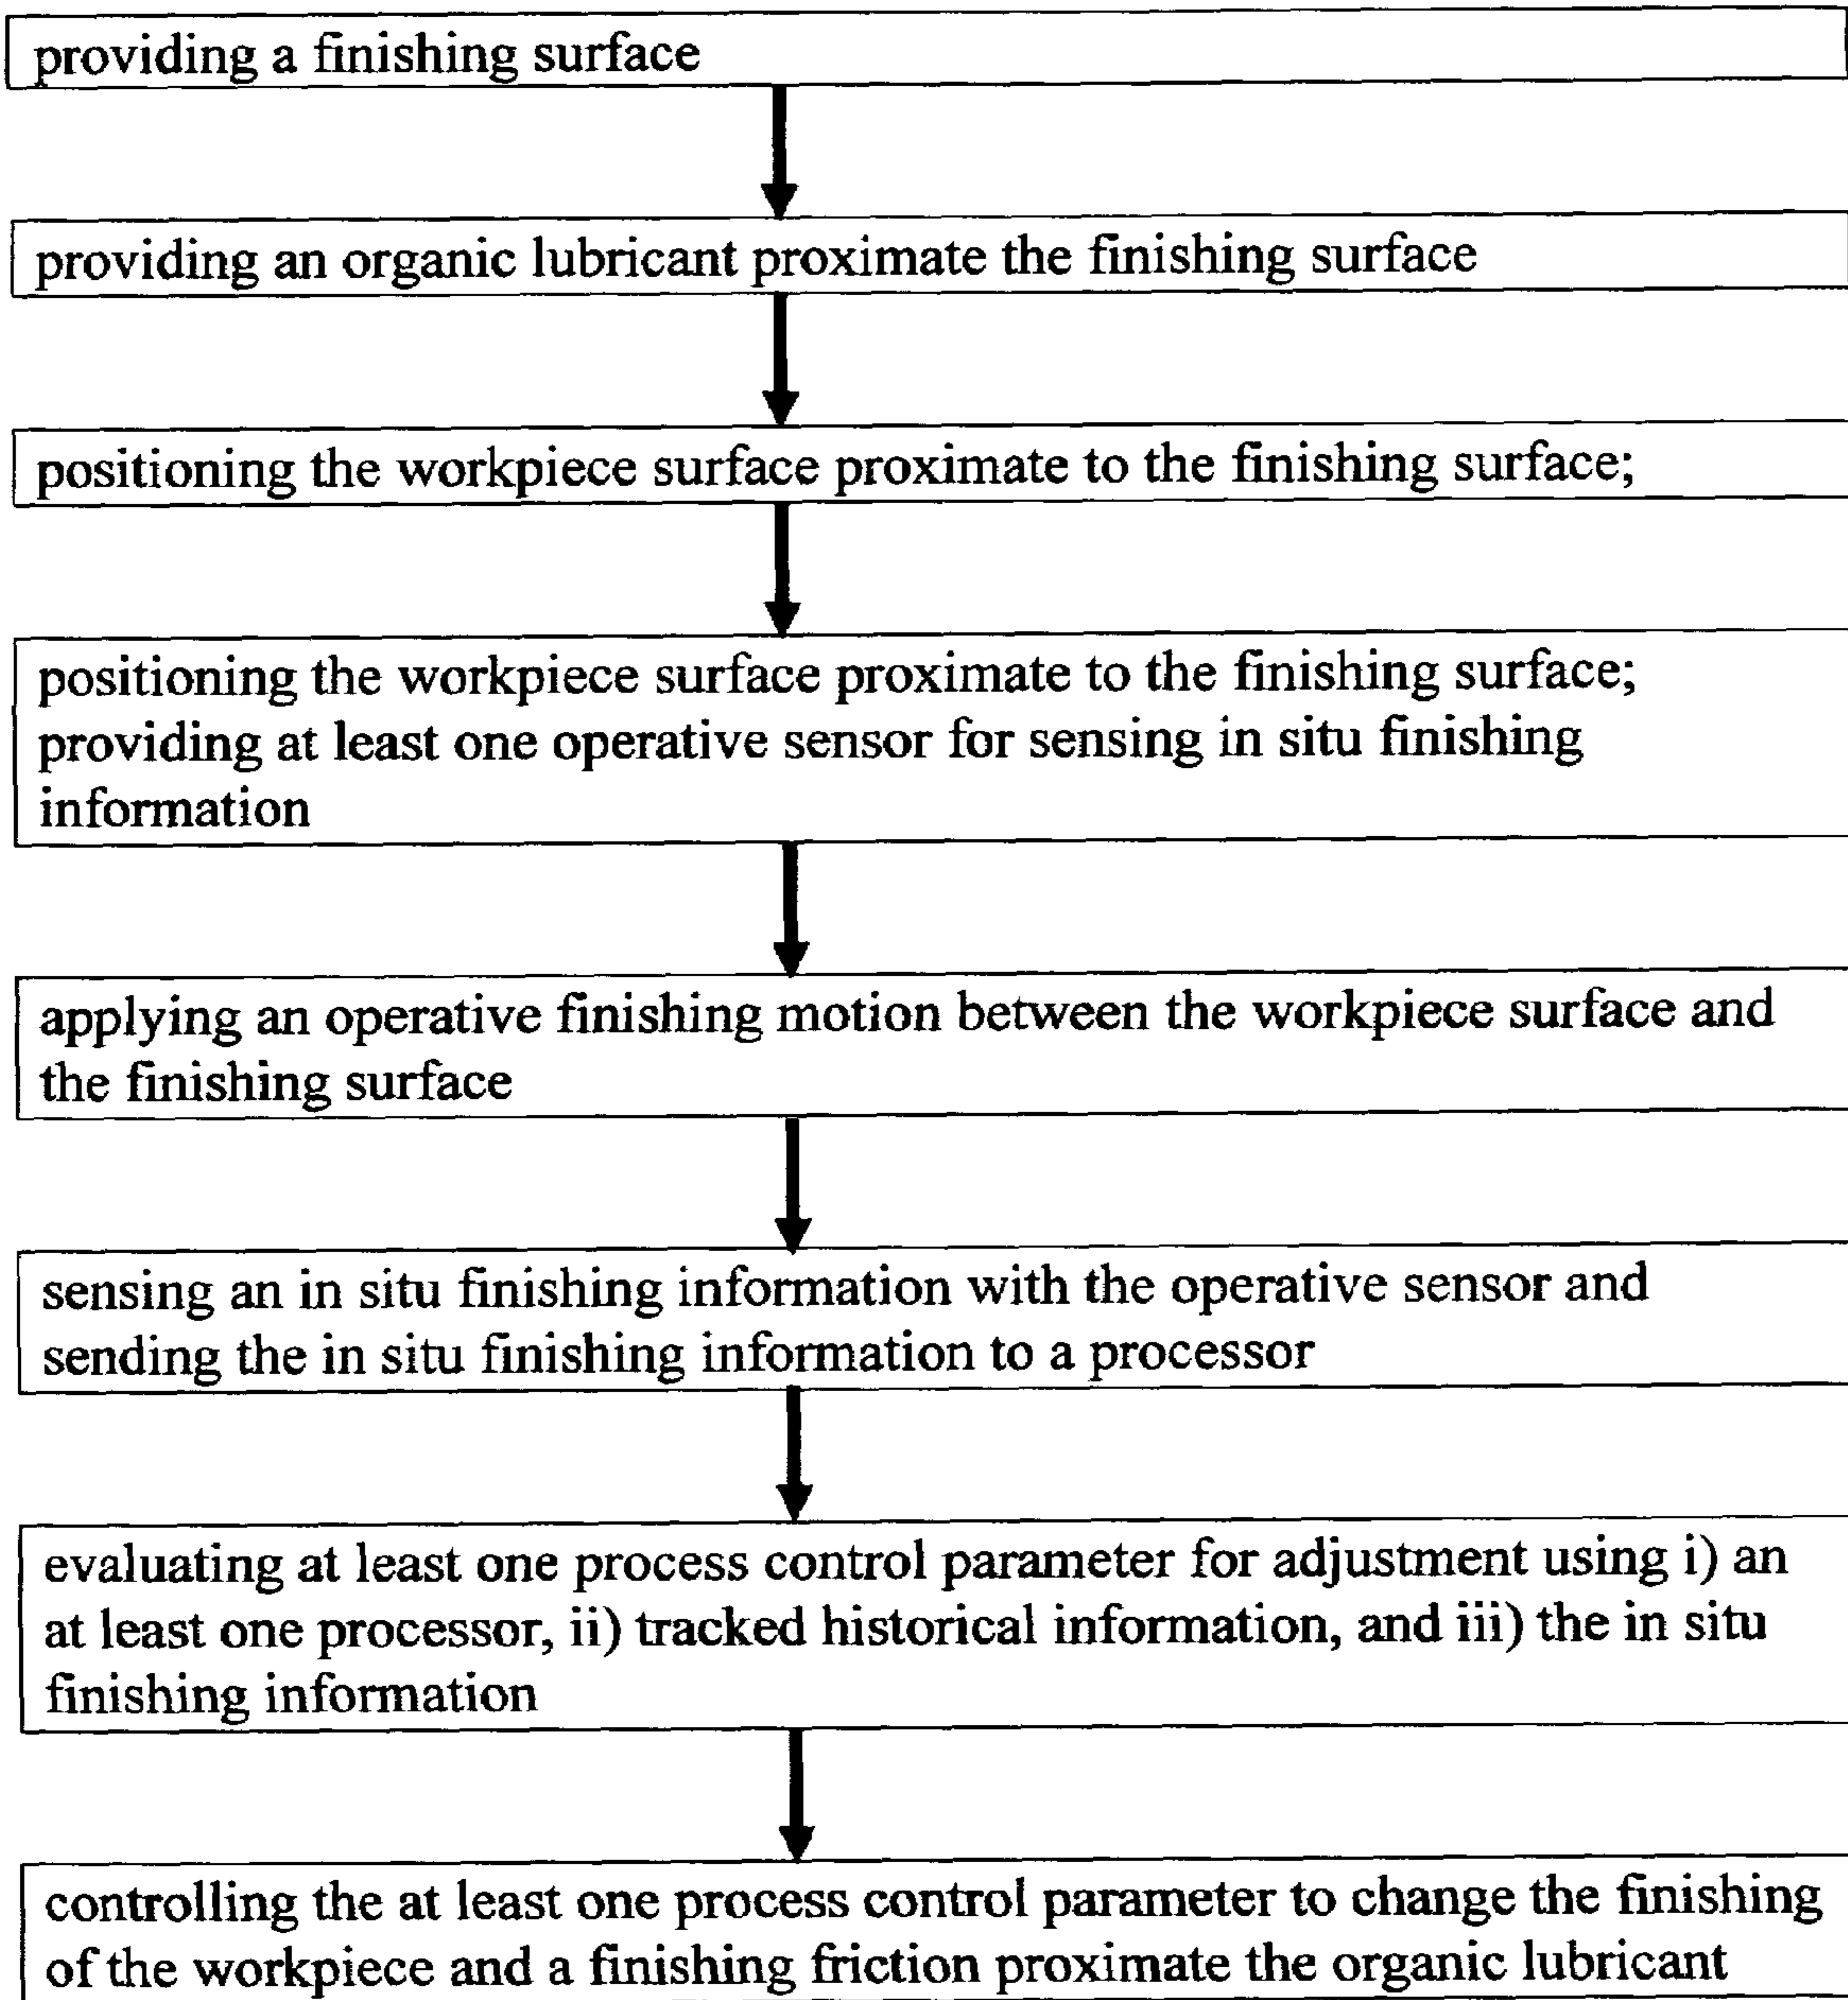 providing a finishing surface
providing an organic lubricant proximate the finishing surface
positioning the workpiece surface proximate to the finishing surface;
positioning the workpiece surface proximate to the finishing surface;
providing at least one operative sensor for sensing in situ finishing
information
applying an operative finishing motion between the workpiece surface and
the finishing surface
sensing an in situ finishing information with the operative sensor and
sending the in situ finishing information to a processor
evaluating at least one process control parameter for adjustment using i) an
at least one processor, ii) tracked historical information, and iii) the in situ
finishing information
controlling the at least one process control parameter to change the finishing
of the workpiece and a finishing friction proximate the organic lubricant